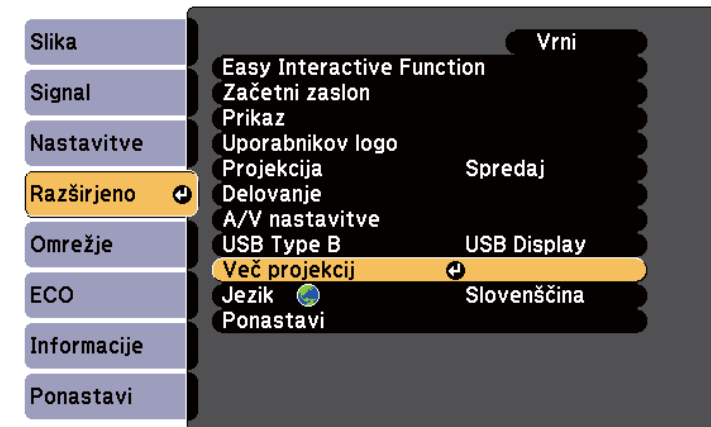 Slika
Signal
Nastavitve
Razširjeno
Omrežje
ECO
Informacije
Ponastavi
Vrni
Easy Interactive Function
Začetni zaslon
Prikaz
Uporabnikov logo
Projekcija Spredaj
Delovanje
A/V nastavitve
USB Type B USB Display
Več projekcij
Jezik Slovenščina
Ponastavi